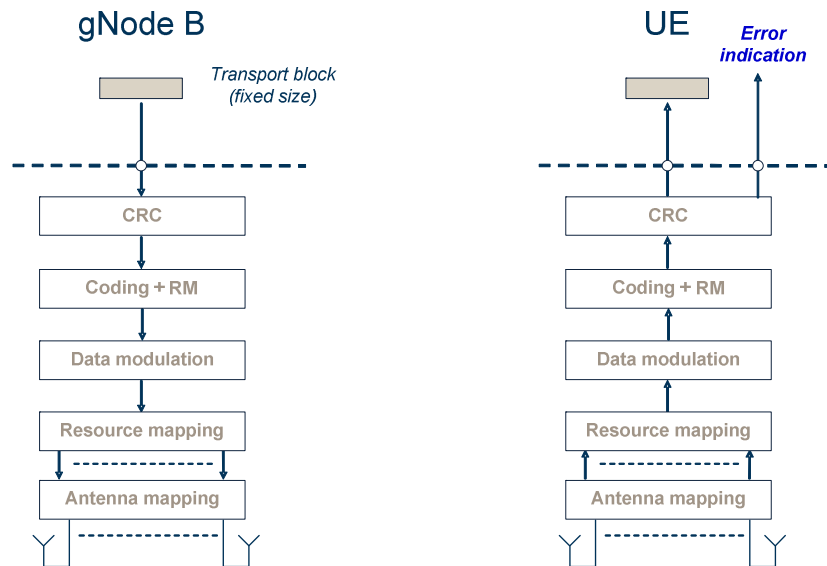 gNode B
Transport block
(fixed size)
CRC
Coding + RM
Data modulation
Resource mapping
Antenna mapping
UE
Error
indication
CRC
Coding + RM
Data modulation
Resource mapping
Antenna mapping